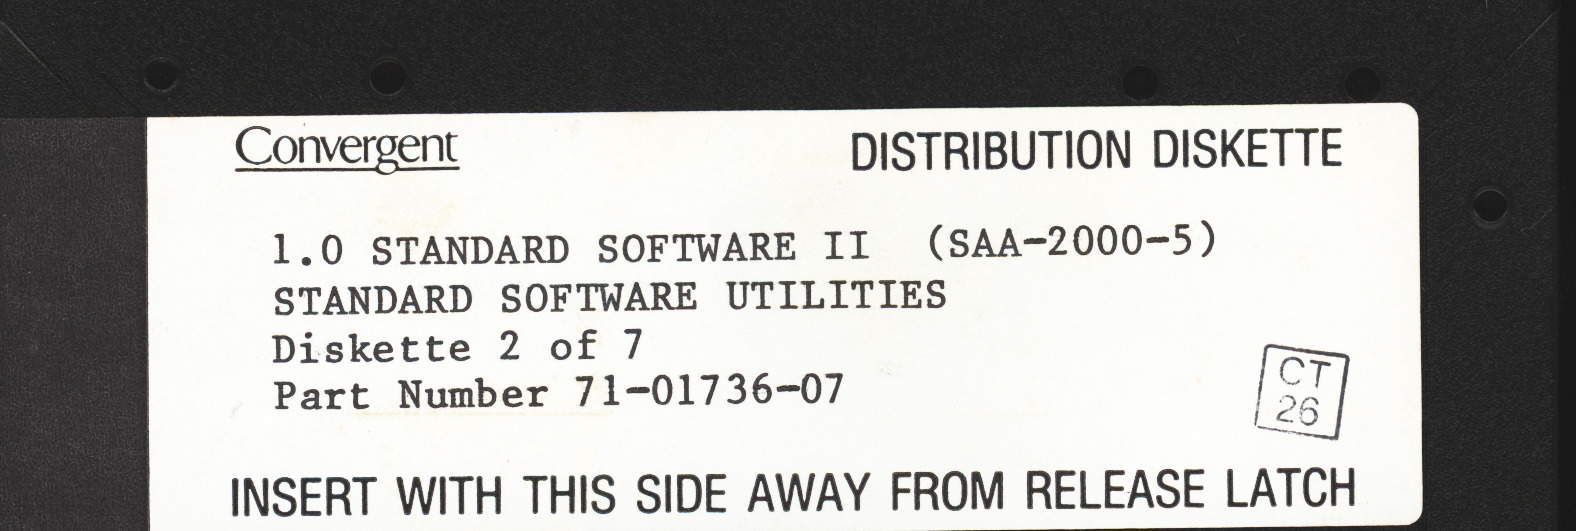 Convergent DISTRIBUTION DISKETTE
1.0 STANDARD SOFTWARE II (SAA-2000-5)
STANDARD SOFTWARE UTILITIES
Diskette 2 of 7
Part Number 71-01736-07
CT
26
INSERT WITH THIS SIDE AWAY FROM RELEASE LATCH